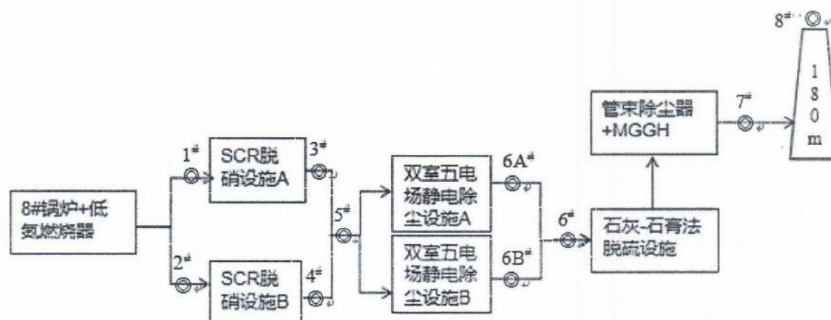 8#
180m
管束除尘器
+MGGH
7#
1#
SCR脱
硝设施A
3#
双室五电
场静电除
尘设施A
6A#
8#锅炉+低
氮燃烧器
5#
6#
石灰-石膏法
脱硫设施
2#
SCR脱
硝设施B
4#
双室五电
场静电除
尘设施B
6B#